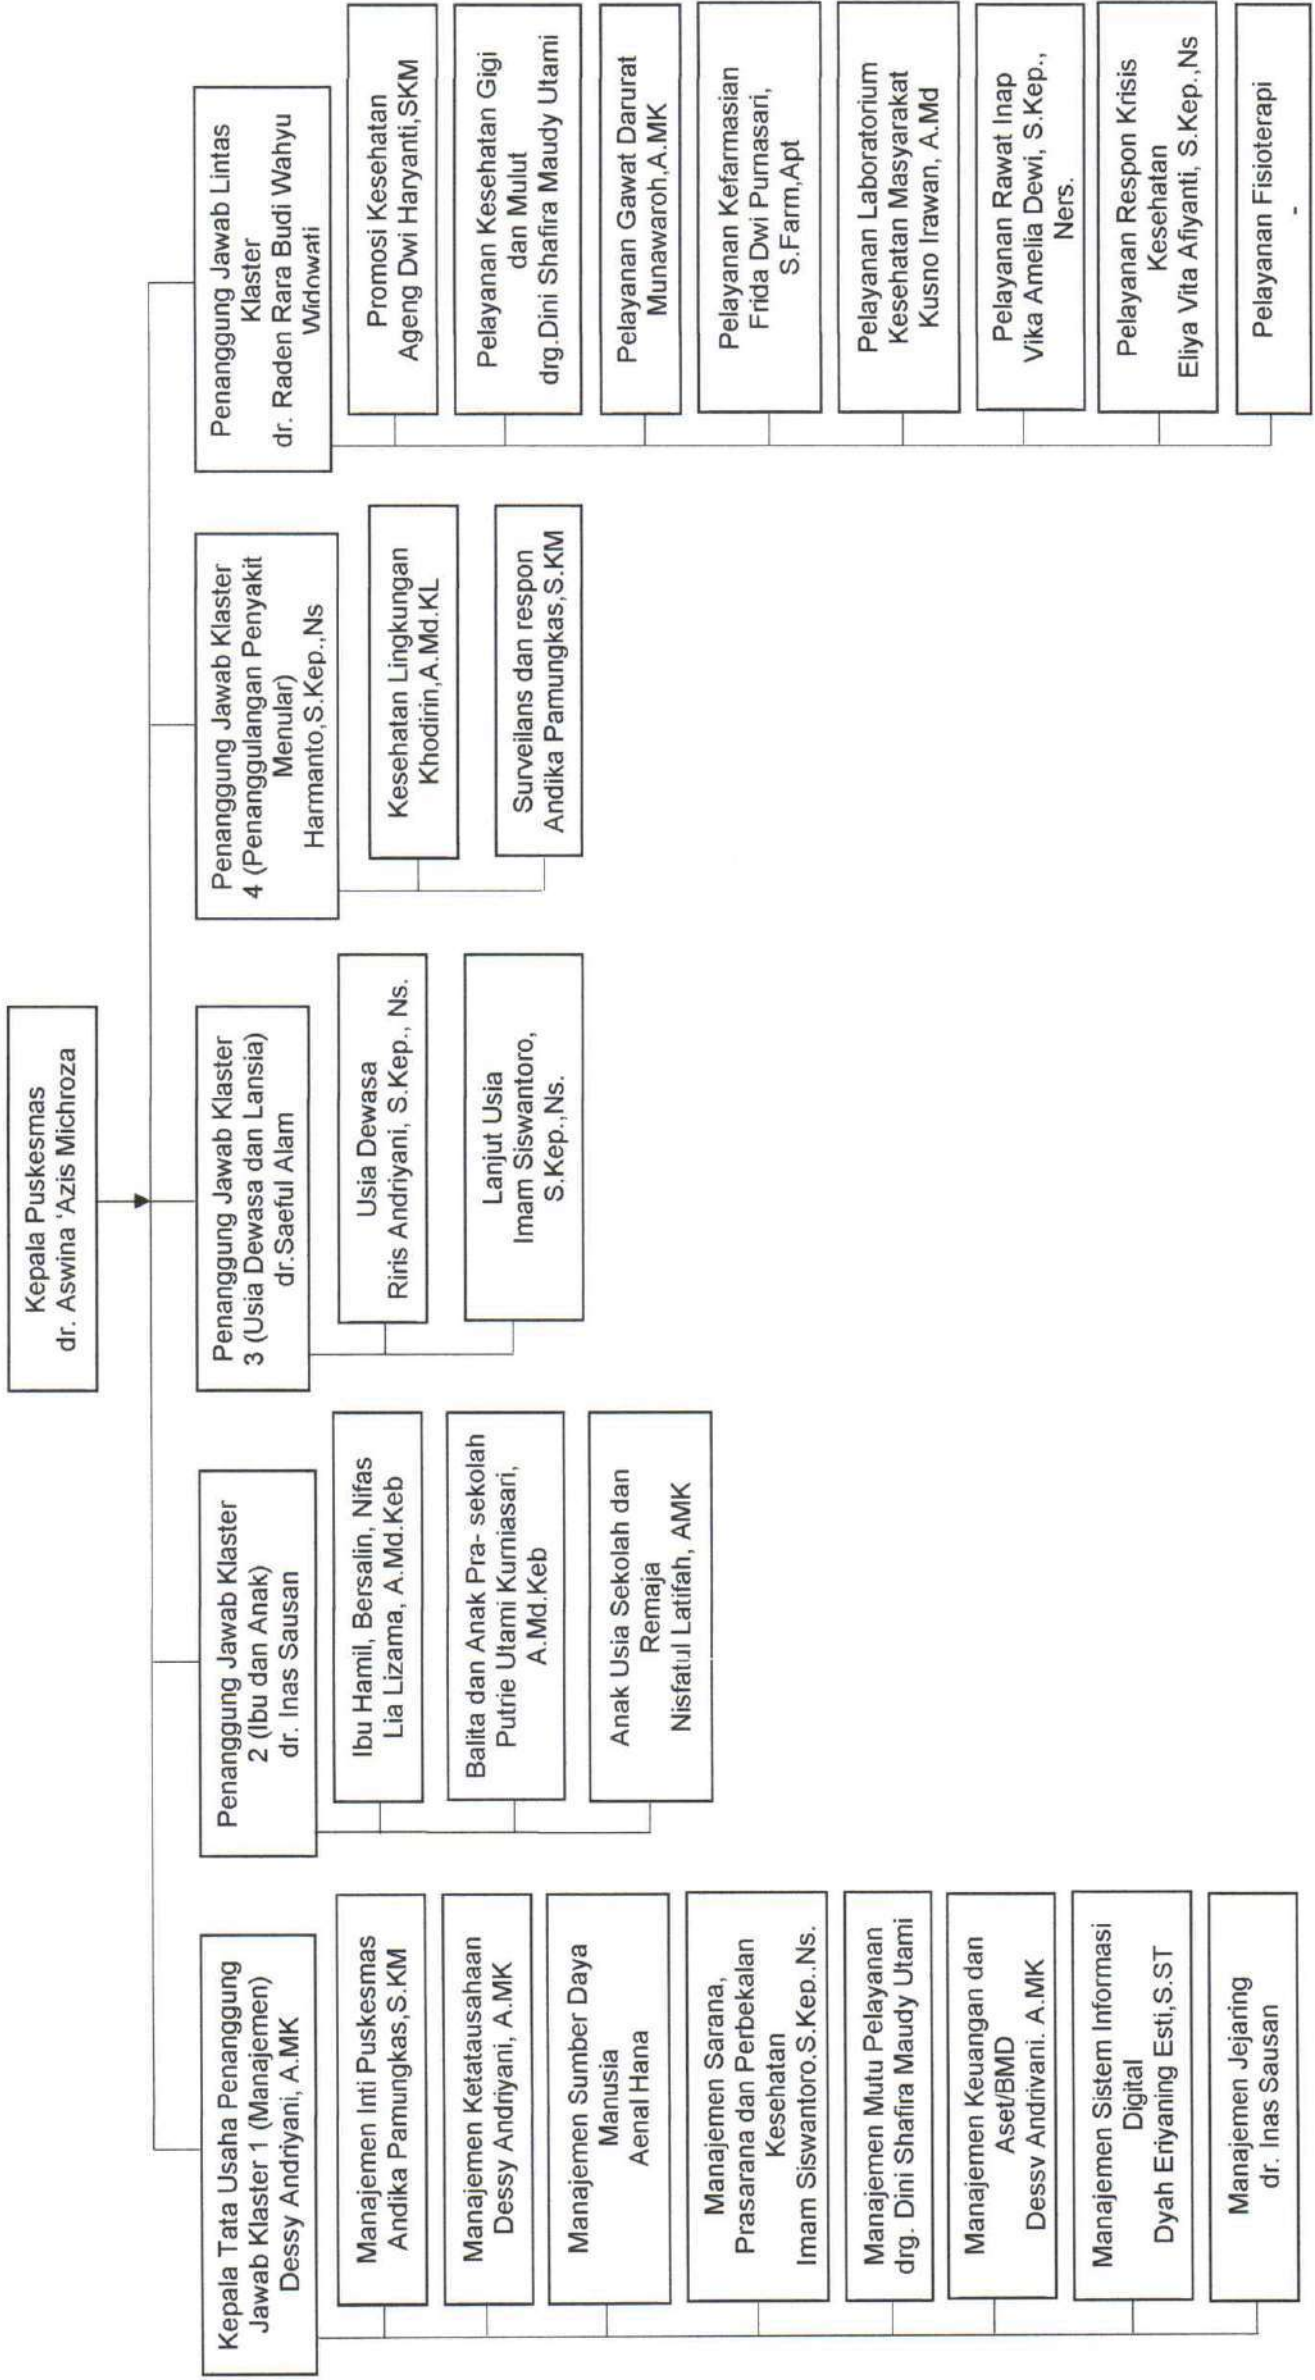 Kepala Puskesmas
dr. Aswina 'Azis Michroza
Kepala Tata Usaha Penanggung
Jawab Klaster 1 (Manajemen)
Dessy Andriyani, A.MK
Manajemen Inti Puskesmas
Andika Pamungkas,S.KM
Manajemen Ketatausahaan
Dessy Andriyani, A.MK
Manajemen Sumber Daya
Manusia
Aenal Hana
Manajemen Sarana,
Prasarana dan Perbekalan
Kesehatan
Imam Siswantoro.S.Kep..Ns.
Manajemen Mutu Pelayanan
drg. Dini Shafira Maudy Utami
Manajemen Keuangan dan
Aset/BMD
Dessv Andrivani. A.MK
Manajemen Sistem Informasi
Digital
Dyah Eriyaning Esti,S.ST
Manajemen Jejaring
dr. Inas Sausan
Penanggung Jawab Klaster
2 (Ibu dan Anak)
dr. Inas Sausan
Ibu Hamil, Bersalin, Nifas
Lia Lizama, A.Md.Keb
Balita dan Anak Pra- sekolah
Putrie Utami Kurniasari,
A.Md.Keb
Anak Usia Sekolah dan
Remaja
Nisfatul Latifah, AMK
Penanggung Jawab Klaster
3 (Usia Dewasa dan Lansia)
dr.Saeful Alam
Usia Dewasa
Riris Andriyani, S.Kep., Ns.
Lanjut Usia
Imam Siswantoro,
S.Kep.,Ns.
Penanggung Jawab Klaster
4 (Penanggulangan Penyakit
Menular)
Harmanto,S.Kep.,Ns
Kesehatan Lingkungan
Khodirin,A.Md.KL
Surveilans dan respon
Andika Pamungkas,S.KM
Penanggung Jawab Lintas
Klaster
dr. Raden Rara Budi Wahyu
Widowati
Promosi Kesehatan
Ageng Dwi Haryanti,SKM
Pelayanan Kesehatan Gigi
dan Mulut
drg.Dini Shafira Maudy Utami
Pelayanan Gawat Darurat
Munawaroh,A.MK
Pelayanan Kefarmasian
Frida Dwi Purnasari,
S.Farm,Apt
Pelayanan Laboratorium
Kesehatan Masyarakat
Kusno Irawan, A.Md
Pelayanan Rawat Inap
Vika Amelia Dewi, S.Kep.,
Ners.
Pelayanan Respon Krisis
Kesehatan
Eliya Vita Afiyanti, S.Kep.,Ns
Pelayanan Fisioterapi
-